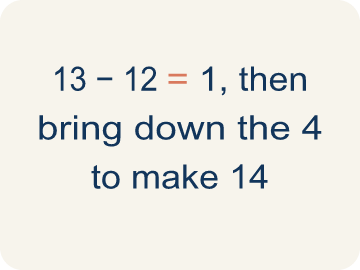 13 − 12 = 1, then
bring down the 4
to make 14